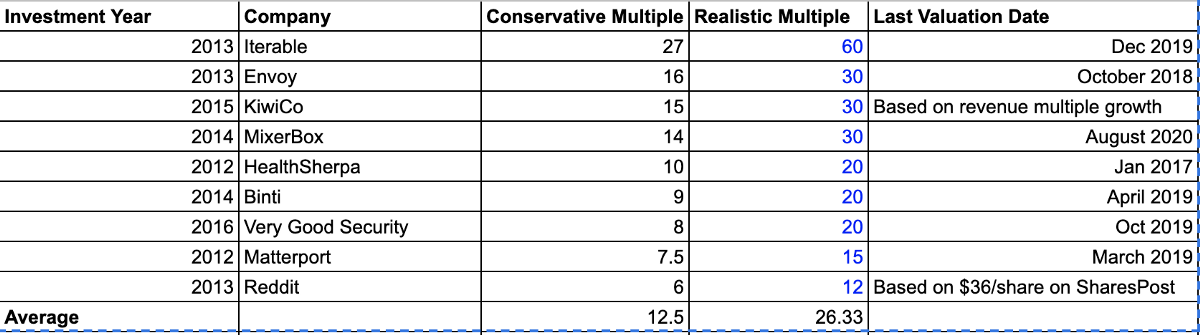 Investment Year Company Conservative Multiple Realistic Multiple Last Valuation Date
2013 Iterable 27 60 Dec 2019
2013 Envoy 16 30 October 2018
2015 KiwiCo 15 30 Based on revenue multiple growth
2014 MixerBox 14 30 August 2020
2012 HealthSherpa 10 20 Jan 2017
2014 Binti 9 20 April 2019
2016 Very Good Security 8 20 Oct 2019
2012 Matterport 7.5 15 March 2019
2013 Reddit 6 12 Based on $36/share on SharesPost
Average 12.5 26.33